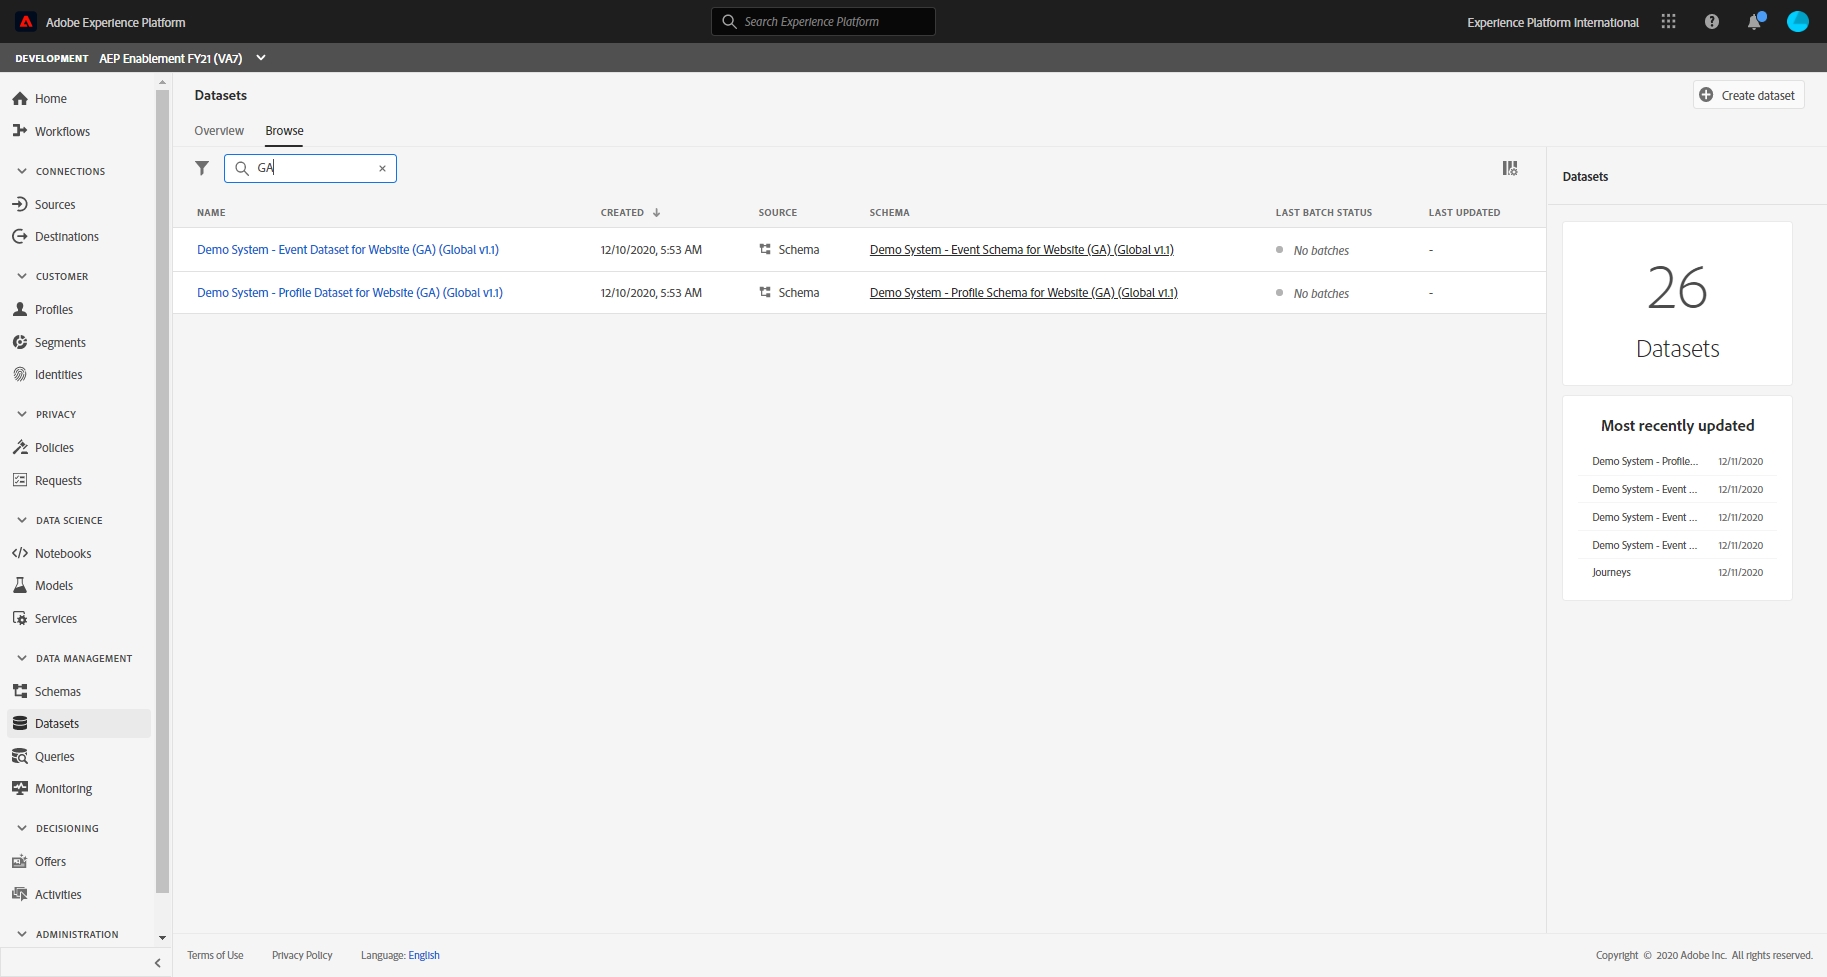 Adobe Experience Platform
Search Experience Platform
Experience Platform International
DEVELOPMENT AEP Enablement FY21 (VA7)
Home
Workflows
CONNECTIONS
Sources
Destinations
CUSTOMER
Profiles
Segments
Identities
PRIVACY
Policies
Requests
DATA SCIENCE
Notebooks
Models
Services
DATA MANAGEMENT
Schemas
Datasets
Queries
Monitoring
DECISIONING
Offers
Activities
ADMINISTRATION
Datasets
Create dataset
Overview Browse
GA
NAME CREATED SOURCE SCHEMA LAST BATCH STATUS LAST UPDATED
Demo System - Event Dataset for Website (GA) (Global v1.1) 12/10/2020, 5:53 AM Schema Demo System - Event Schema for Website (GA) (Global v1.1) No batches -
Demo System - Profile Dataset for Website (GA) (Global v1.1) 12/10/2020, 5:53 AM Schema Demo System - Profile Schema for Website (GA) (Global v1.1) No batches -
Datasets
26
Datasets
Most recently updated
Demo System - Profile... 12/11/2020
Demo System - Event ... 12/11/2020
Demo System - Event ... 12/11/2020
Demo System - Event ... 12/11/2020
Journeys 12/11/2020
Terms of Use Privacy Policy Language: English
Copyright © 2020 Adobe Inc. All rights reserved.